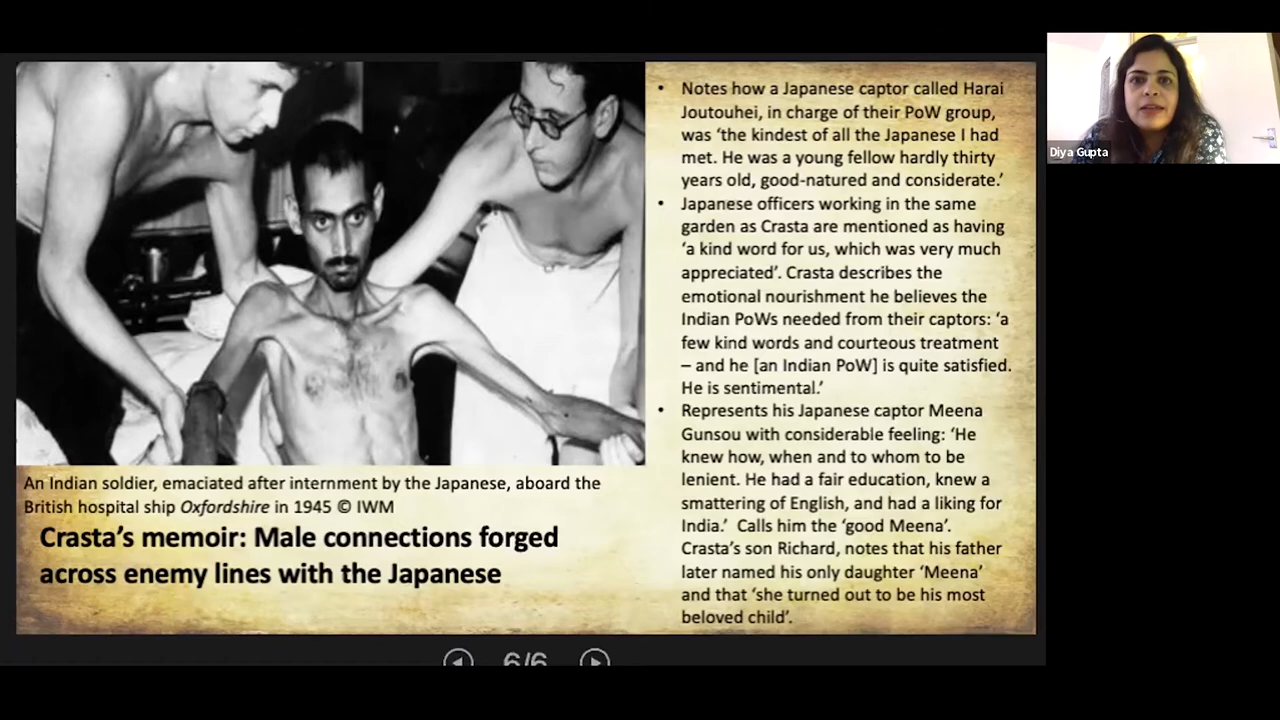 An Indian soldier, emaciated after internment by the Japanese, aboard the
British hospital ship Oxfordshire in 1945 © IWM
Crasta’s memoir: Male connections forged
across enemy lines with the Japanese
• Notes how a Japanese captor called Harai
Joutouhei, in charge of their PoW group,
was ‘the kindest of all the Japanese I had
met. He was a young fellow hardly thirty
years old, good-natured and considerate.’
• Japanese officers working in the same
garden as Crasta are mentioned as having
‘a kind word for us, which was very much
appreciated’. Crasta describes the
emotional nourishment he believes the
Indian PoWs needed from their captors: ‘a
few kind words and courteous treatment
– and he [an Indian PoW] is quite satisfied.
He is sentimental.’
• Represents his Japanese captor Meena
Gunsou with considerable feeling: ‘He
knew how, when and to whom to be
lenient. He had a fair education, knew a
smattering of English, and had a liking for
India.’  Calls him the ‘good Meena’.
Crasta’s son Richard, notes that his father
later named his only daughter ‘Meena’
and that ‘she turned out to be his most
beloved child’.
Diya Gupta
6/6